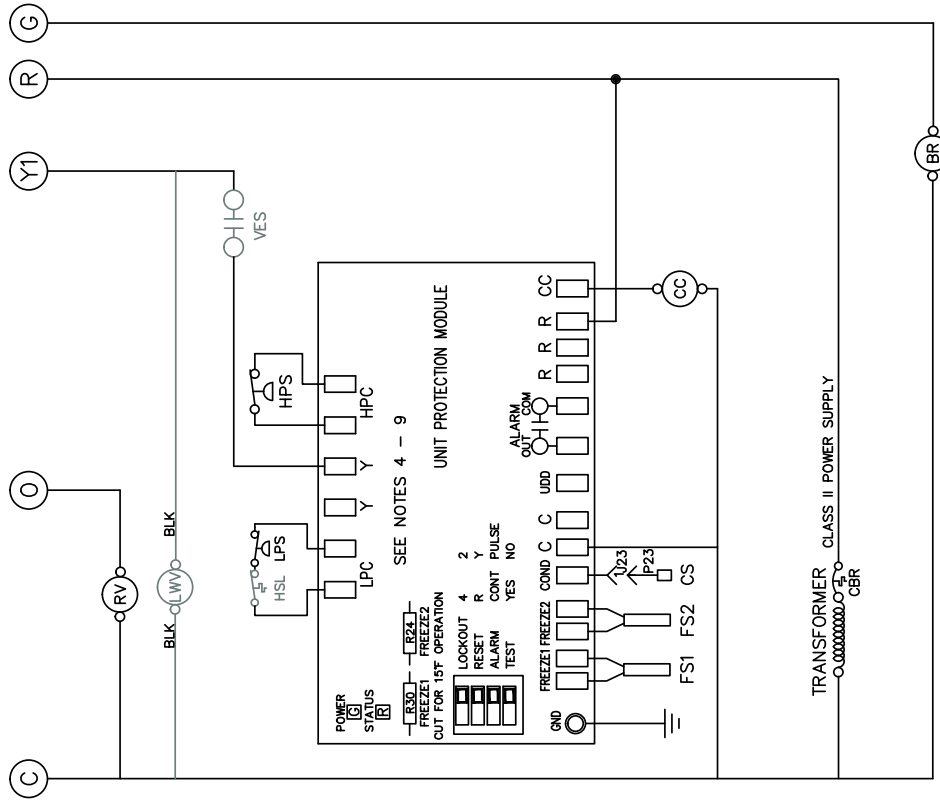 G
R
Y1
O
C
RV
BLK
LWV
BLK
VES
HPS
LPS
HSL
HPC
Y
Y
LPC
UNIT PROTECTION MODULE
SEE NOTES 4 - 9
POWER
G
STATUS
R
R30
FREEZE1
R24
FREEZE2
CUT FOR 15°F OPERATION
LOCKOUT 4 2
RESET R Y
ALARM CONT PULSE
TEST YES NO
GND
FREEZE1
FREEZE2
COND
C
C
UDD
ALARM
OUT COM
R
R
R
CC
FS1
FS2
CS
1
J23
P23
CC
CLASS II POWER SUPPLY
TRANSFORMER
CBR
BR